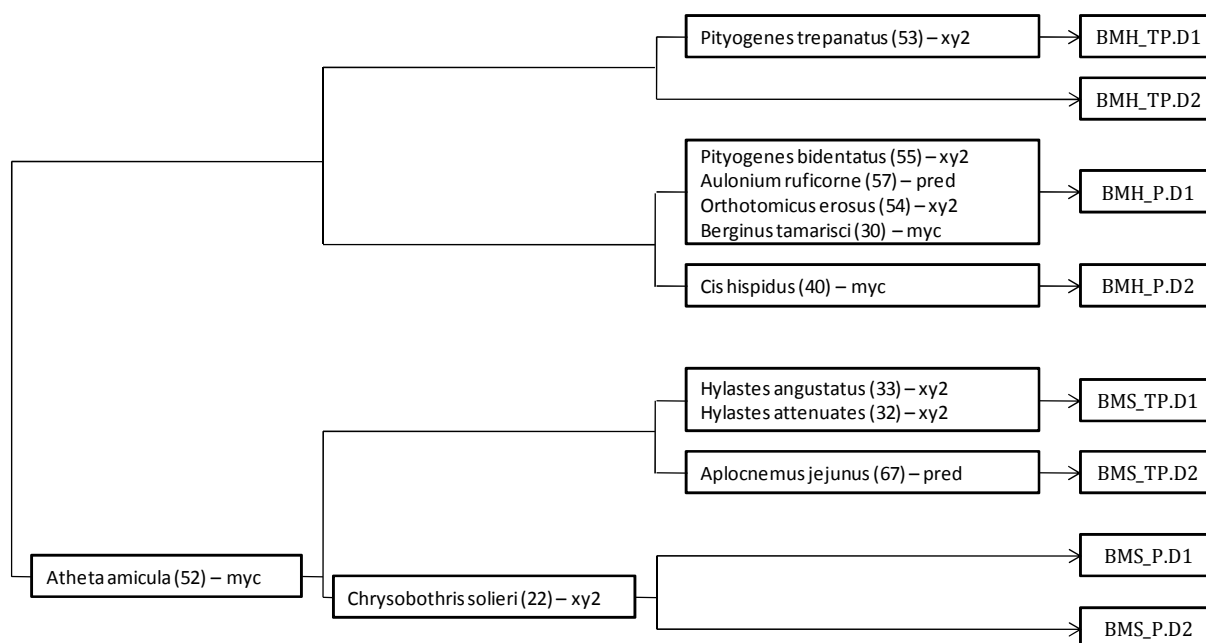 Pityogenes trepanatus (53) – xy2
BMH_TP.D1
BMH_TP.D2
Pityogenes bidentatus (55) – xy2
Aulonium ruficorne (57) – pred
Orthotomicus erosus (54) – xy2
Berginus tamarisci (30) – myc
BMH_P.D1
Cis hispidus (40) – myc
BMH_P.D2
Hylastes angustatus (33) – xy2
Hylastes attenuates (32) – xy2
BMS_TP.D1
Aplocnemus jejunus (67) – pred
BMS_TP.D2
Atheta amicula (52) – myc
Chrysobothris solieri (22) – xy2
BMS_P.D1
BMS_P.D2